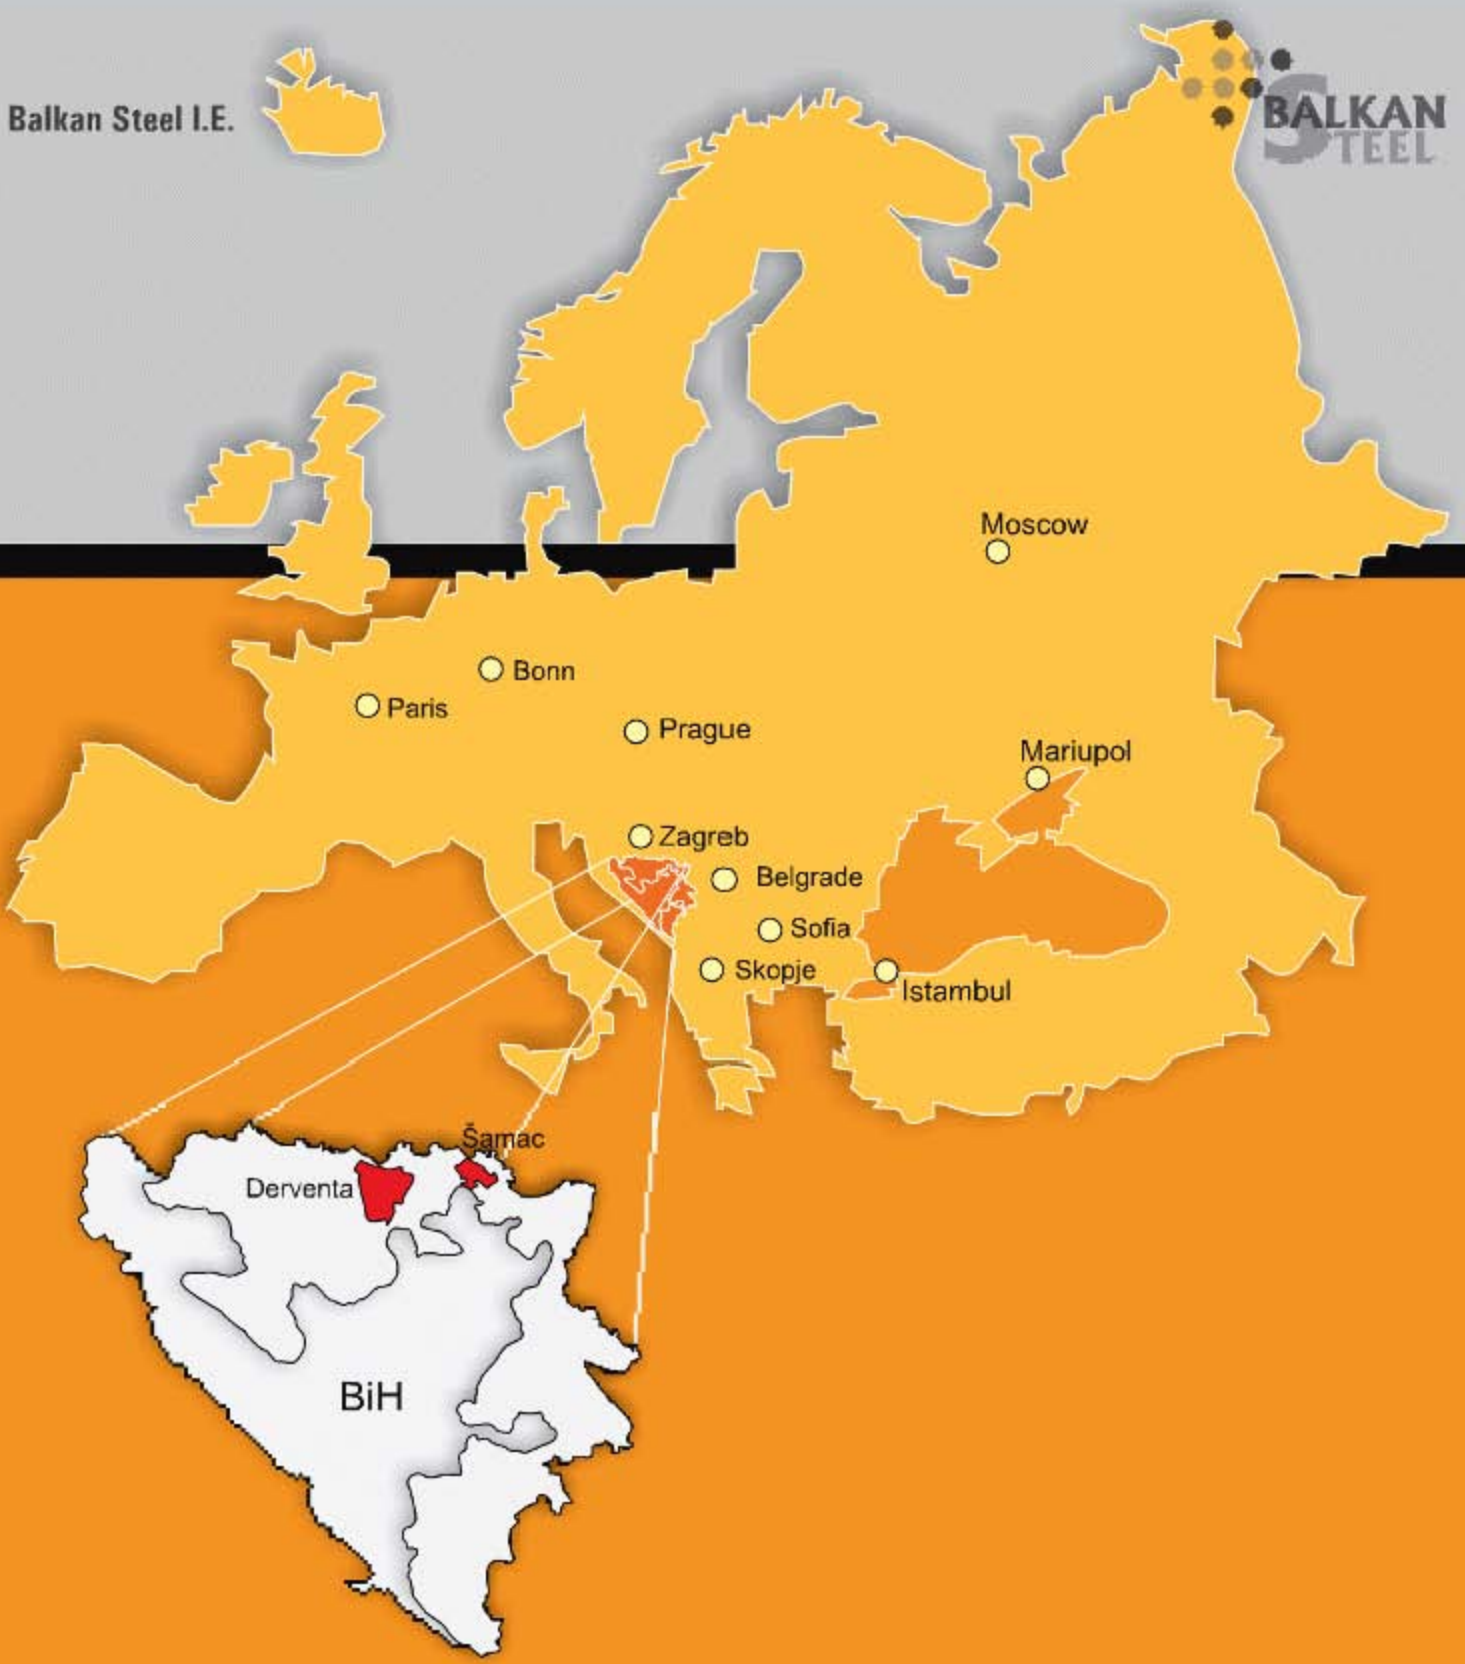 Balkan Steel I.E.
BALKAN
STEEL
Moscow
Bonn
Paris
Prague
Mariupol
Zagreb
Belgrade
Sofia
Skopje
Istambul
Šamac
Derventa
BiH